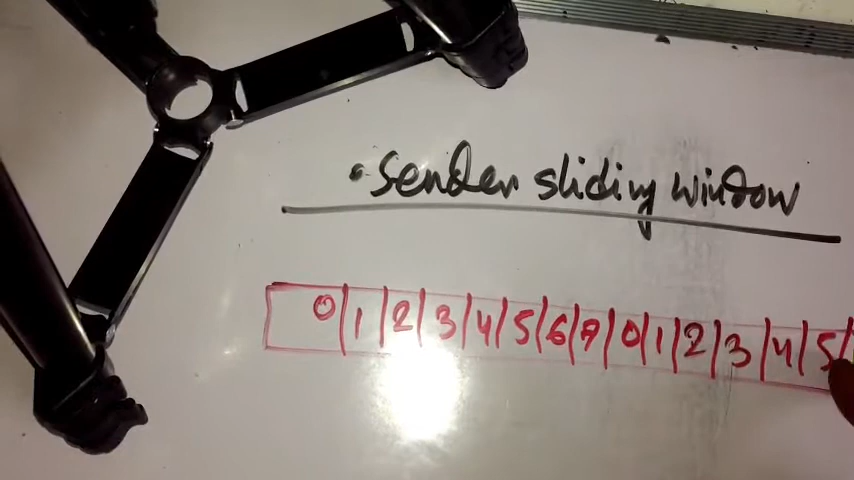 • Sender sliding window
0 | 1 | 2 | 3 | 4 | 5 | 6 | 7 | 0 | 1 | 2 | 3 | 4 | 5 |